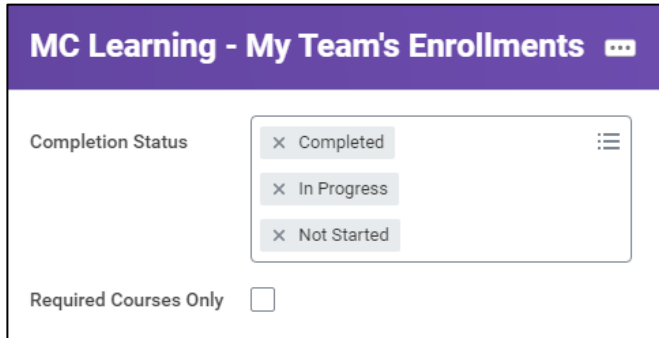 MC Learning - My Team's Enrollments
Completion Status
× Completed
× In Progress
× Not Started
Required Courses Only